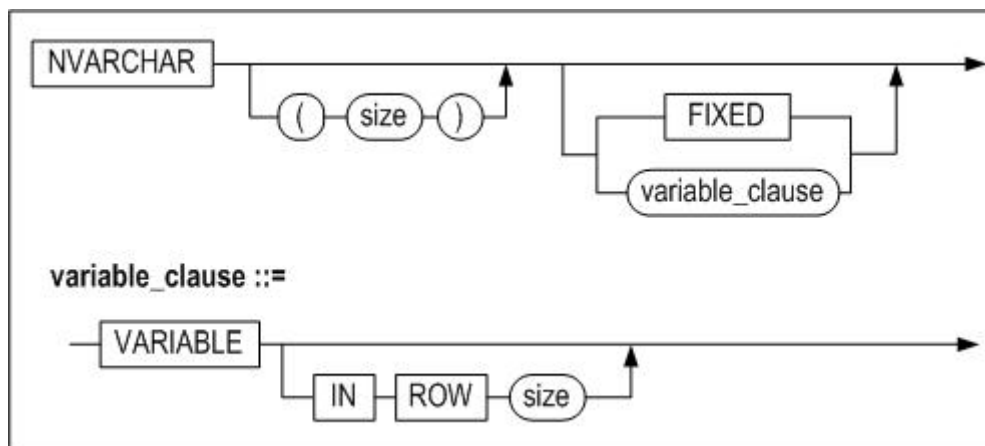 NVARCHAR
( size )
FIXED
variable_clause
variable_clause ::=
VARIABLE
IN ROW size